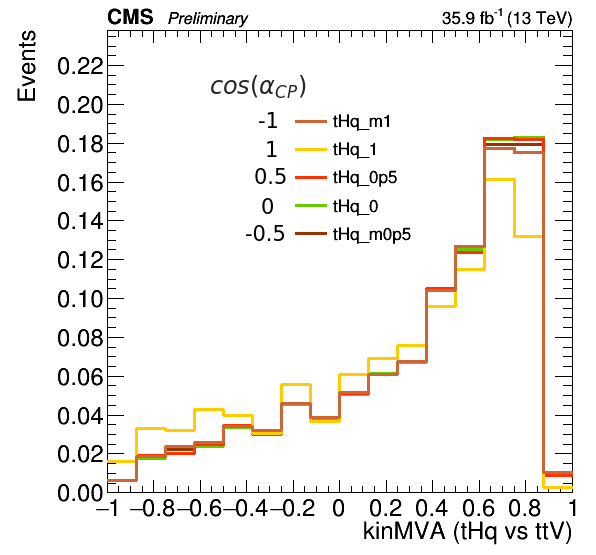 CMS Preliminary 35.9 fb⁻¹ (13 TeV)
Events
0.22
0.20
0.18
0.16
0.14
0.12
0.10
0.08
0.06
0.04
0.02
0.00
cos(α_CP)
-1 tHq_m1
1 tHq_1
0.5 tHq_0p5
0 tHq_0
-0.5 tHq_m0p5
−1 −0.8 −0.6 −0.4 −0.2 0 0.2 0.4 0.6 0.8 1
kinMVA (tHq vs ttV)